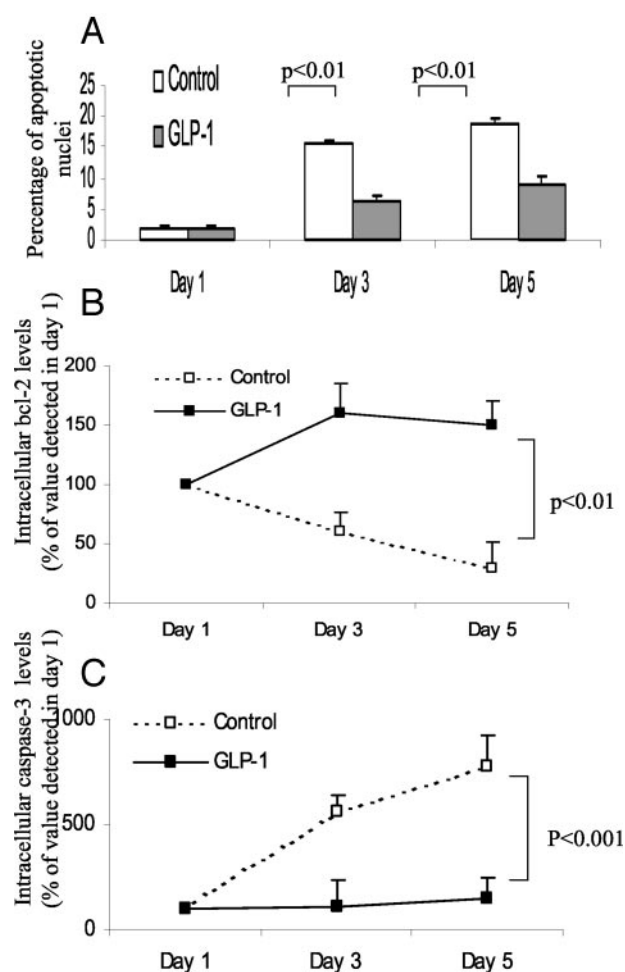 A
Percentage of apoptotic
nuclei
25
20
15
10
5
0
Control
GLP-1
p<0.01
p<0.01
Day 1
Day 3
Day 5
B
Intracellular bcl-2 levels
(% of value detected in day 1)
200
150
100
50
0
Control
GLP-1
p<0.01
Day 1
Day 3
Day 5
C
Intracellular caspase-3 levels
(% of value detected in day 1)
1000
500
0
Control
GLP-1
P<0.001
Day 1
Day 3
Day 5